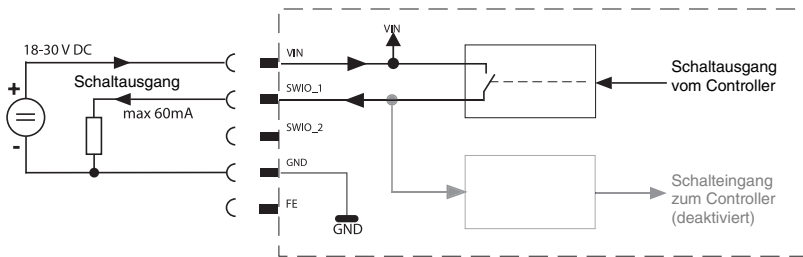 18-30 V DC
Schaltausgang
max 60mA
+
-
VIN
SWIO_1
SWIO_2
GND
FE
VIN
GND
Schaltausgang
vom Controller
Schalteingang
zum Controller
(deaktiviert)